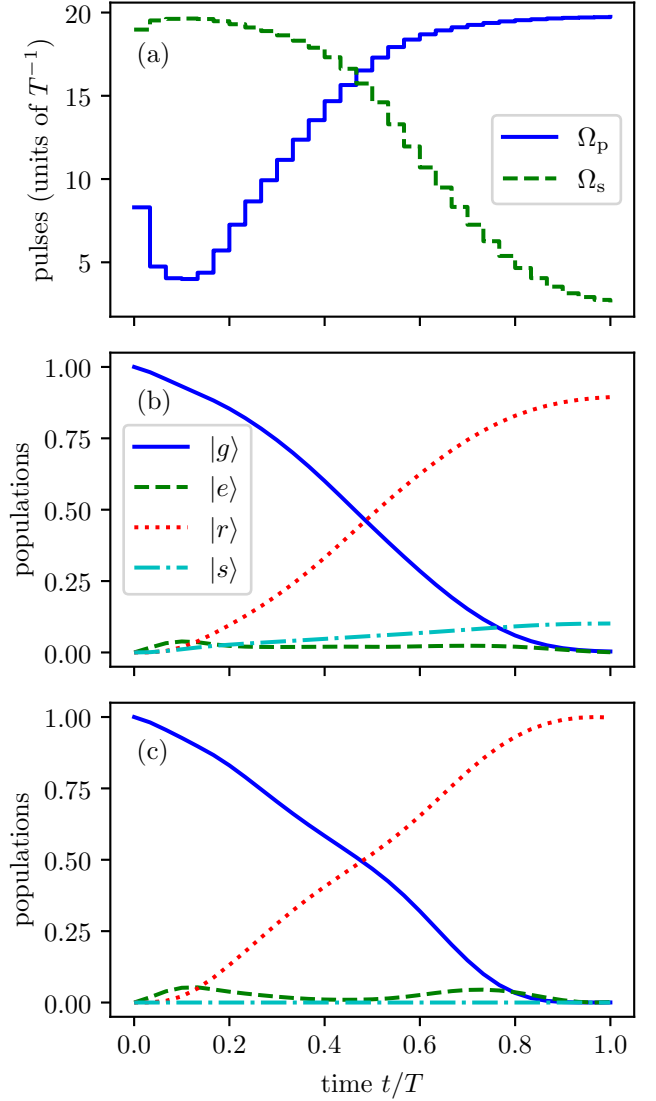 20
15
10
5
pulses (units of T⁻¹)
(a)
Ωₚ
Ωₛ
1.00
0.75
0.50
0.25
0.00
populations
(b)
|g⟩
|e⟩
|r⟩
|s⟩
1.00
0.75
0.50
0.25
0.00
populations
(c)
0.0 0.2 0.4 0.6 0.8 1.0
time t/T